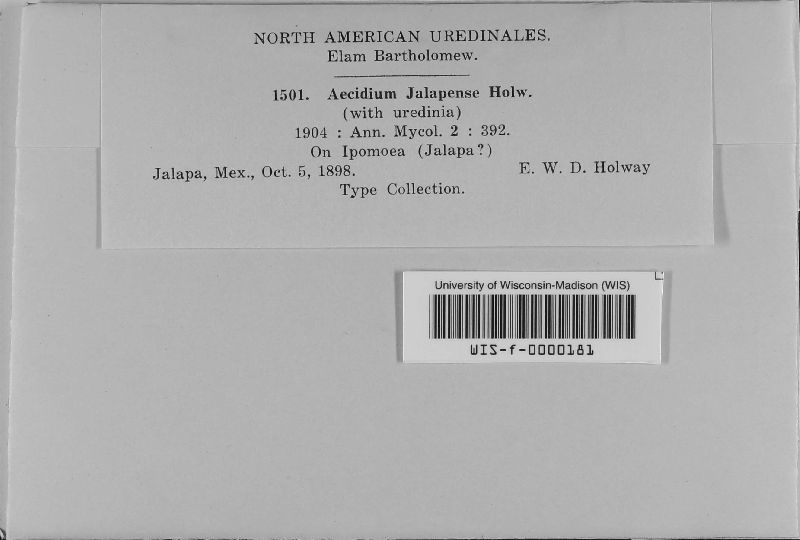 NORTH AMERICAN UREDINALES.
Elam Bartholomew.
1501. Aecidium Jalapense Holw.
(with uredinia)
1904 : Ann. Mycol. 2 : 392.
On Ipomoea (Jalapa?)
Jalapa, Mex., Oct. 5, 1898. E. W. D. Holway
Type Collection.
University of Wisconsin-Madison (WIS)
WIS-f-0000181